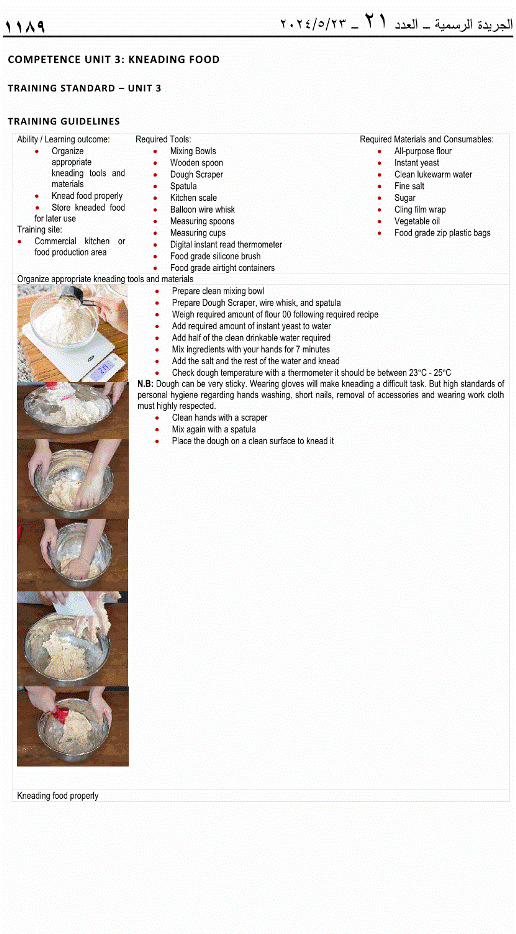 ١١٨٩ الجريدة الرسمية – العدد ٢١ – ٢٠٢٤/٥/٢٣
COMPETENCE UNIT 3: KNEADING FOOD
TRAINING STANDARD – UNIT 3
TRAINING GUIDELINES
Ability / Learning outcome:
• Organize
appropriate
kneading tools and
materials
• Knead food properly
• Store kneaded food
for later use
Training site:
• Commercial kitchen or
food production area
Required Tools:
• Mixing Bowls
• Wooden spoon
• Dough Scraper
• Spatula
• Kitchen scale
• Balloon wire whisk
• Measuring spoons
• Measuring cups
• Digital instant read thermometer
• Food grade silicone brush
• Food grade airtight containers
Required Materials and Consumables:
• All-purpose flour
• Instant yeast
• Clean lukewarm water
• Fine salt
• Sugar
• Cling film wrap
• Vegetable oil
• Food grade zip plastic bags
Organize appropriate kneading tools and materials
• Prepare clean mixing bowl
• Prepare Dough Scraper, wire whisk, and spatula
• Weigh required amount of flour 00 following required recipe
• Add required amount of instant yeast to water
• Add half of the clean drinkable water required
• Mix ingredients with your hands for 7 minutes
• Add the salt and the rest of the water and knead
• Check dough temperature with a thermometer it should be between 23°C - 25°C
N.B: Dough can be very sticky. Wearing gloves will make kneading a difficult task. But high standards of
personal hygiene regarding hands washing, short nails, removal of accessories and wearing work cloth
must highly respected.
• Clean hands with a scraper
• Mix again with a spatula
• Place the dough on a clean surface to knead it
Kneading food properly